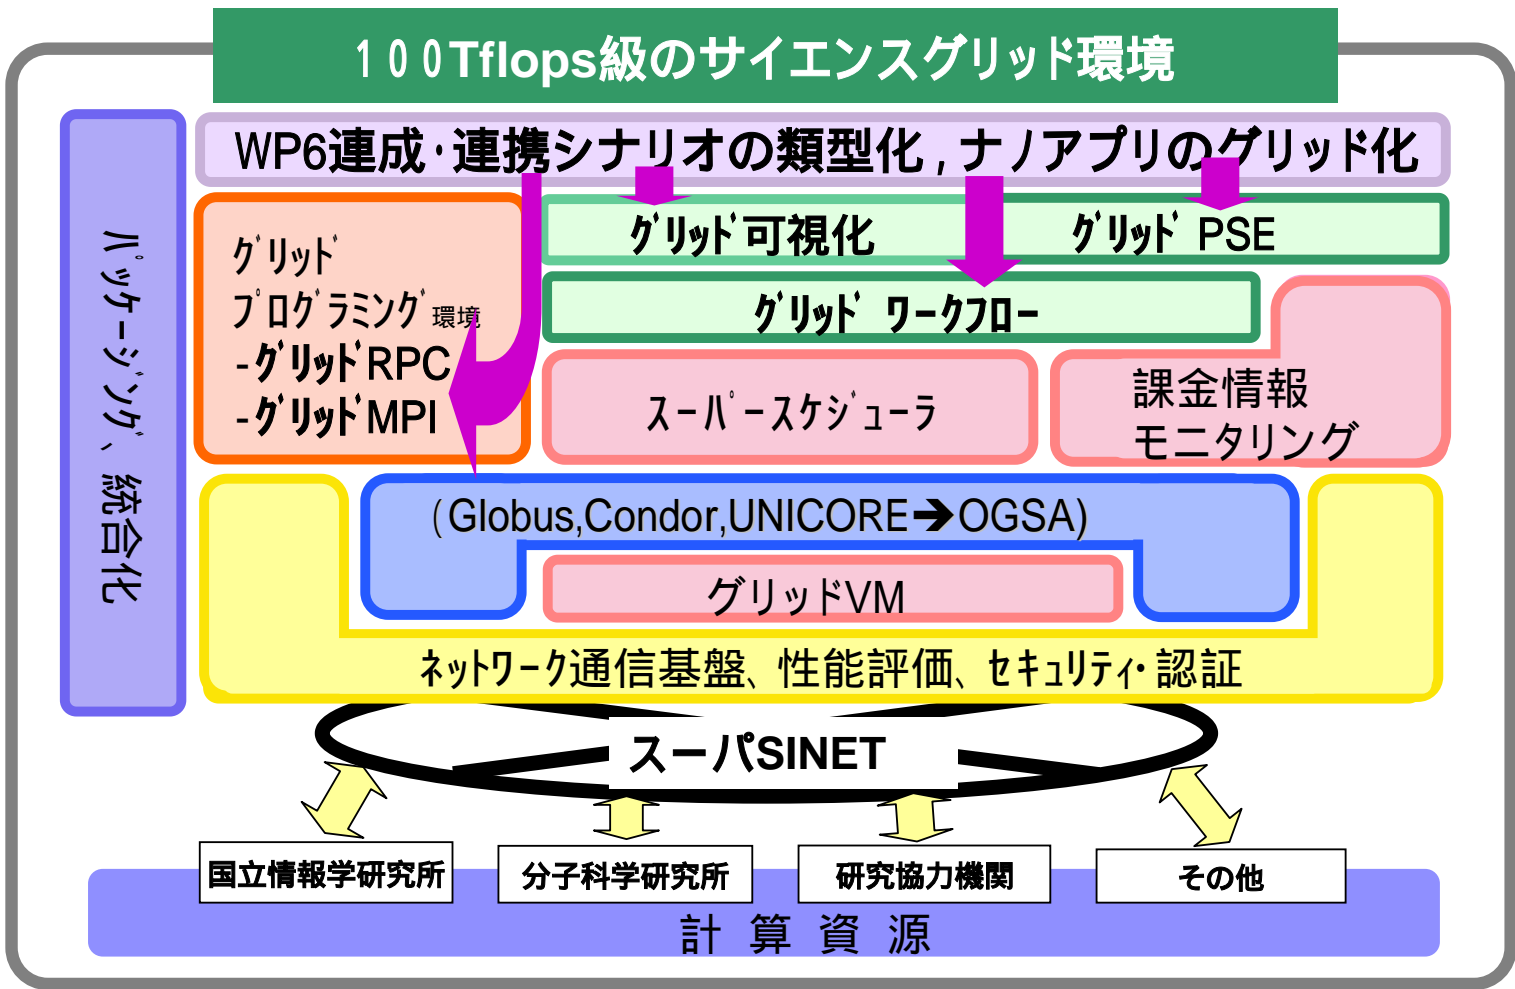 １００Tflops級のサイエンスグリッド環境
WP6連成・連携シナリオの類型化,ナノアプリのグリッド化
パッケージング、統合化
グリッド
プログラミング環境
-グリッドRPC
-グリッドMPI
グリッド可視化
グリッド PSE
グリッド ワークフロー
スーパースケジューラ
課金情報
モニタリング
(Globus,Condor,UNICORE➔OGSA)
グリッドVM
ネットワーク通信基盤、性能評価、セキュリティ・認証
スーパSINET
国立情報学研究所
分子科学研究所
研究協力機関
その他
計算資源